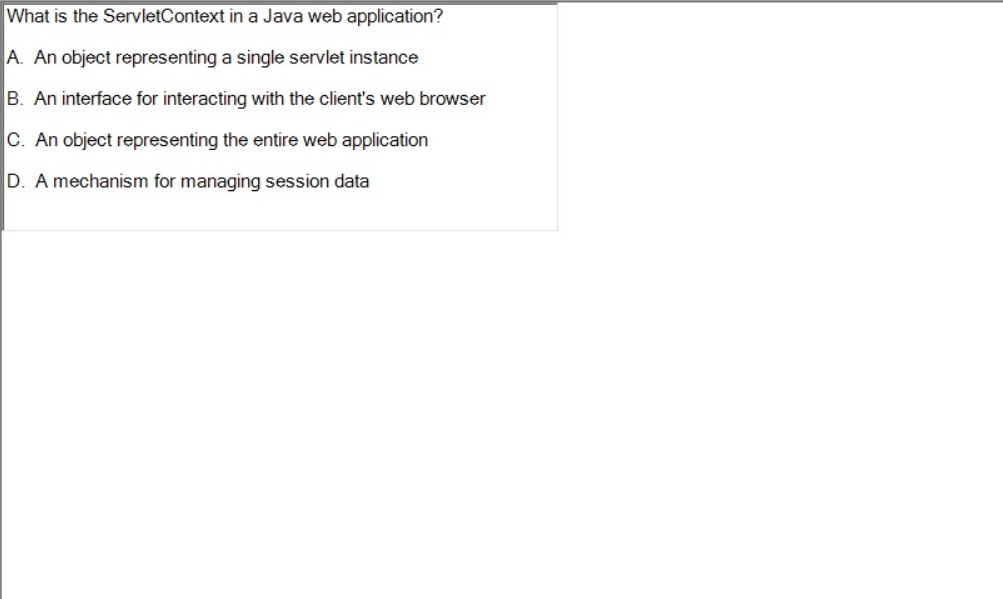 What is the ServletContext in a Java web application?
A. An object representing a single servlet instance
B. An interface for interacting with the client's web browser
C. An object representing the entire web application
D. A mechanism for managing session data